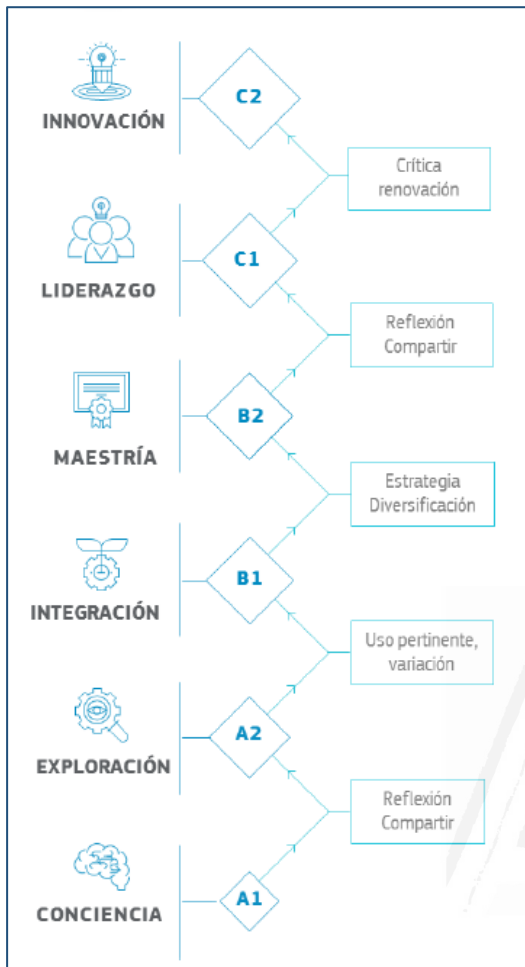 INNOVACIÓN
C2
Crítica
renovación
LIDERAZGO
C1
Reflexión
Compartir
MAESTRÍA
B2
Estrategia
Diversificación
INTEGRACIÓN
B1
Uso pertinente,
variación
EXPLORACIÓN
A2
Reflexión
Compartir
CONCIENCIA
A1